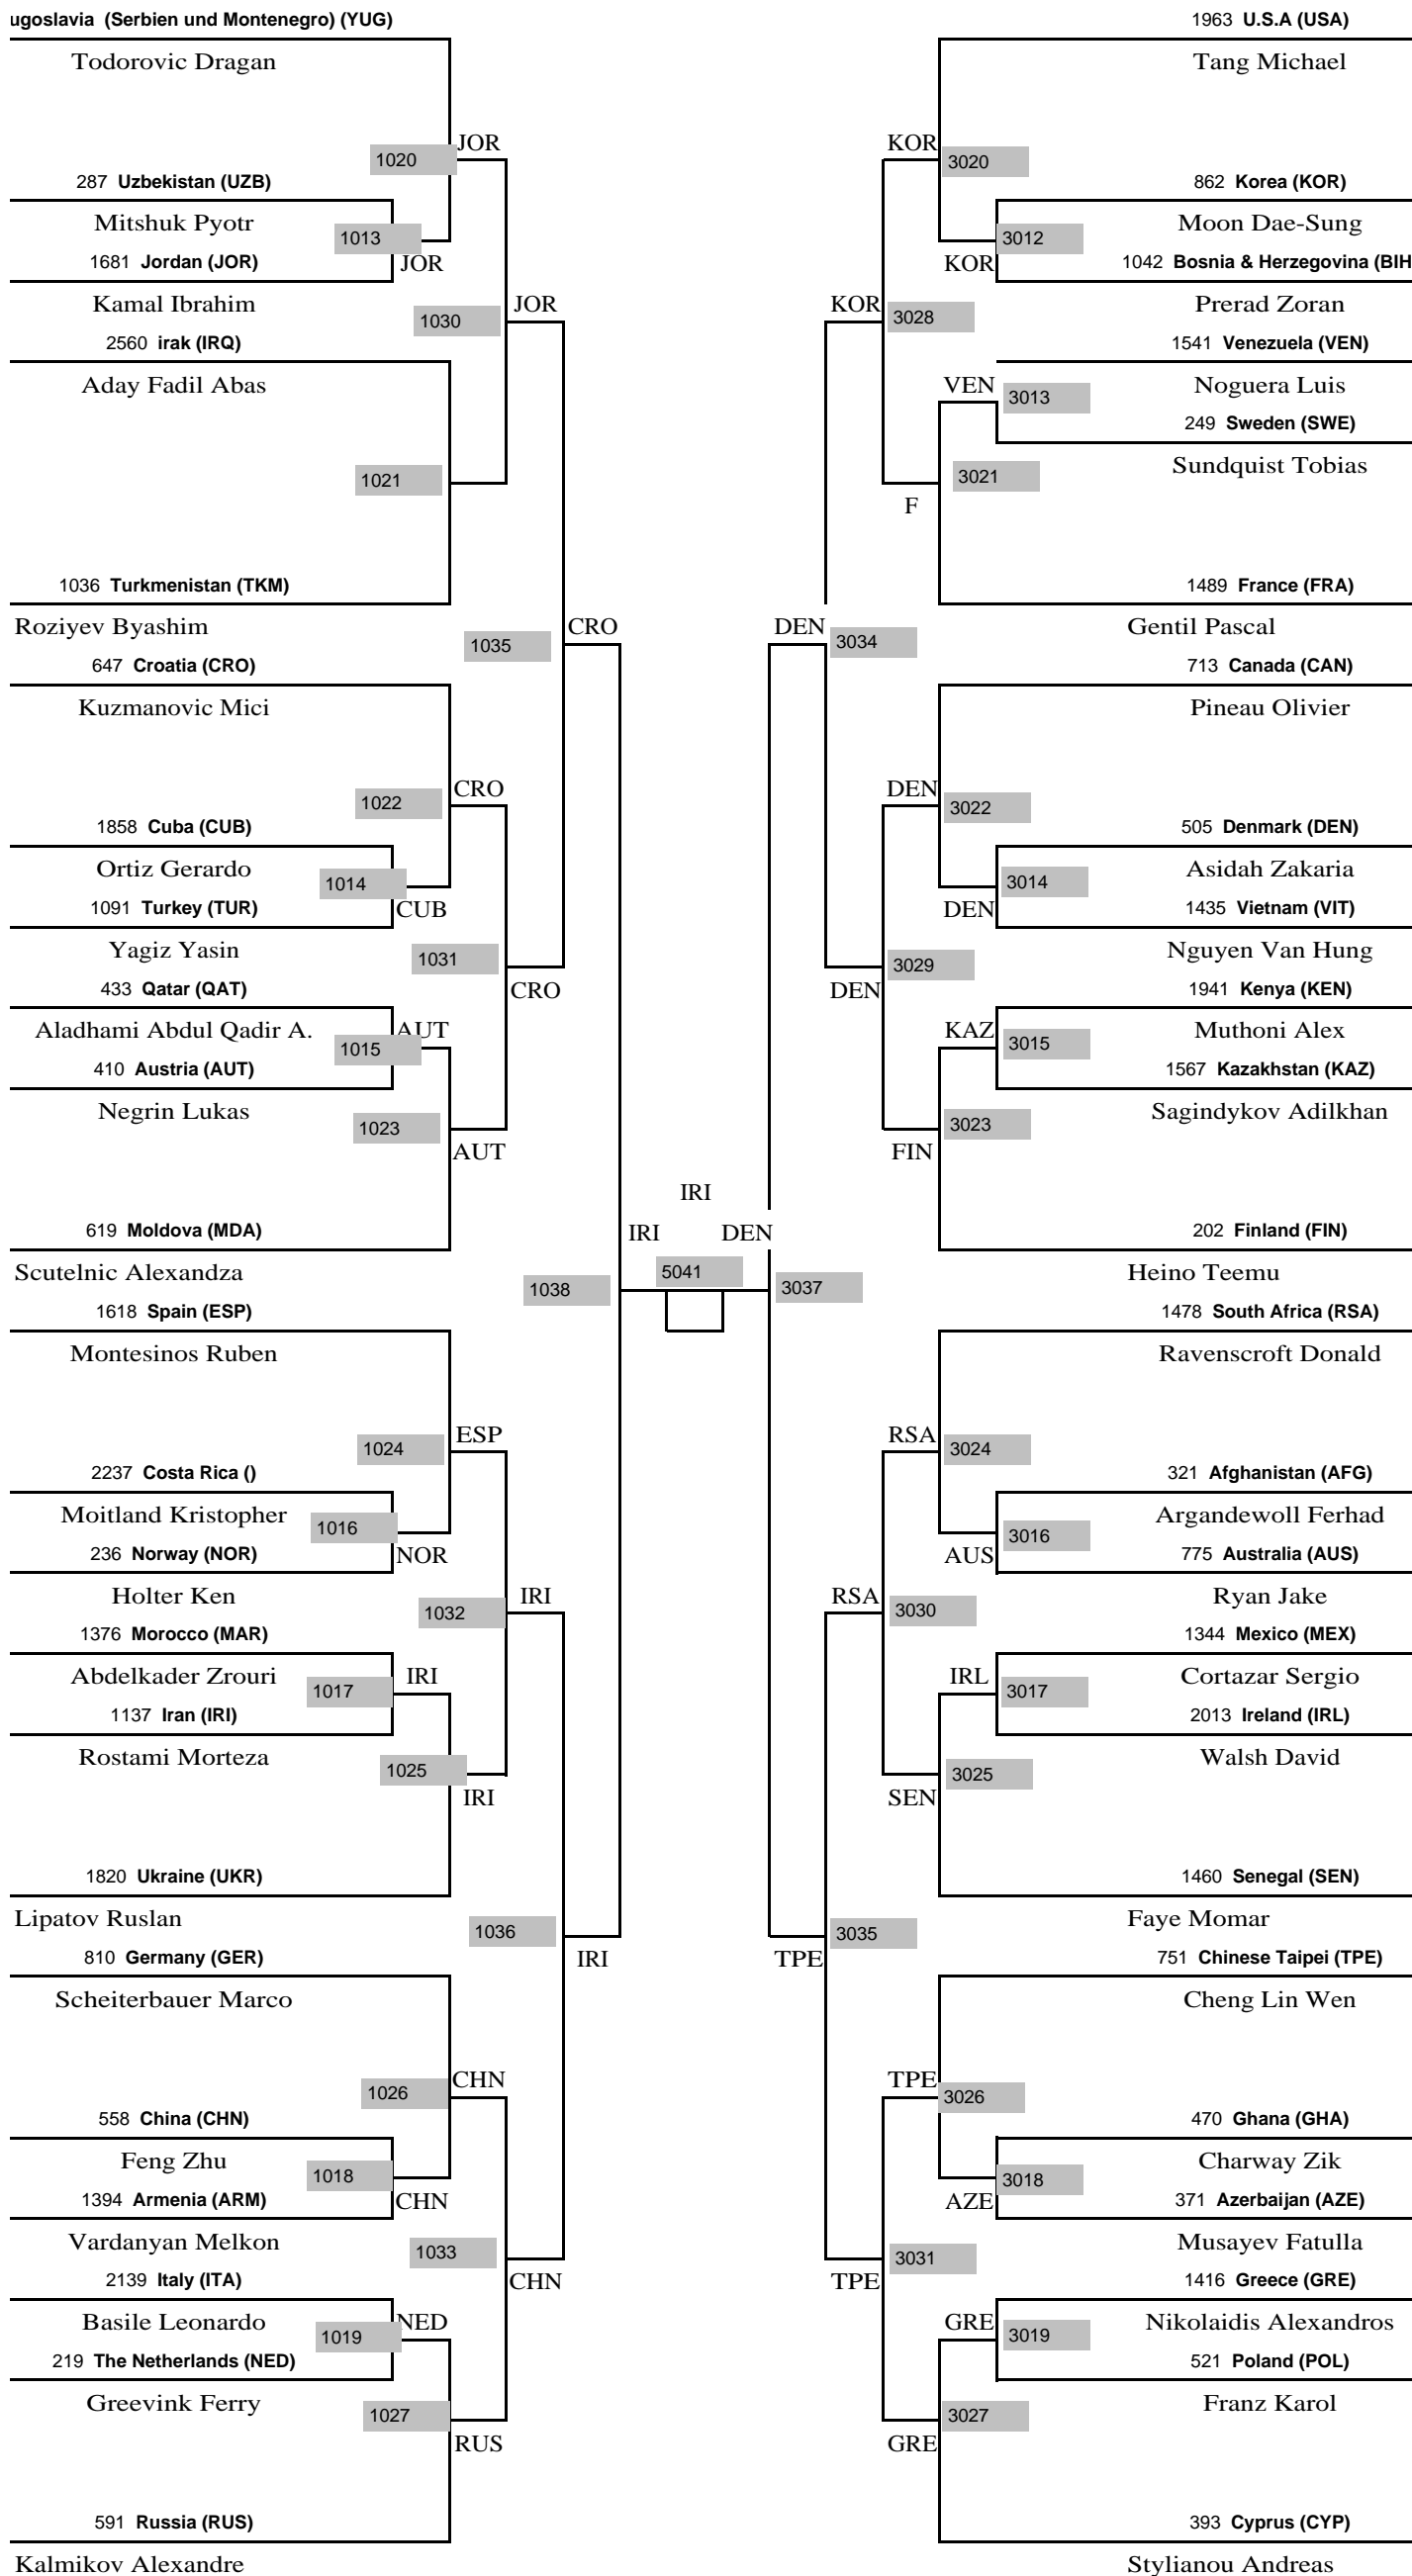 ugoslavia (Serbien und Montenegro) (YUG)
Todorovic Dragan
JOR
1020
287 Uzbekistan (UZB)
Mitshuk Pyotr
1013
1681 Jordan (JOR)
JOR
Kamal Ibrahim
JOR
1030
2560 irak (IRQ)
Aday Fadil Abas
1021
1036 Turkmenistan (TKM)
Roziyev Byashim
CRO
1035
647 Croatia (CRO)
Kuzmanovic Mici
CRO
1022
1858 Cuba (CUB)
Ortiz Gerardo
1014
1091 Turkey (TUR)
CUB
Yagiz Yasin
1031
433 Qatar (QAT)
CRO
Aladhami Abdul Qadir A.
AUT
1015
410 Austria (AUT)
Negrin Lukas
1023
AUT
619 Moldova (MDA)
Scutelnic Alexandza
1618 Spain (ESP)
1038
IRI
Montesinos Ruben
ESP
1024
2237 Costa Rica ()
Moitland Kristopher
1016
236 Norway (NOR)
NOR
Holter Ken
IRI
1032
1376 Morocco (MAR)
Abdelkader Zrouri
IRI
1017
1137 Iran (IRI)
Rostami Morteza
1025
IRI
1820 Ukraine (UKR)
Lipatov Ruslan
1036
810 Germany (GER)
IRI
Scheiterbauer Marco
CHN
1026
558 China (CHN)
Feng Zhu
1018
1394 Armenia (ARM)
CHN
Vardanyan Melkon
1033
2139 Italy (ITA)
CHN
Basile Leonardo
NED
1019
219 The Netherlands (NED)
Greevink Ferry
1027
RUS
591 Russia (RUS)
Kalmikov Alexandre
IRI
5041
DEN
1963 U.S.A (USA)
Tang Michael
KOR
3020
862 Korea (KOR)
Moon Dae-Sung
3012
KOR
1042 Bosnia & Herzegovina (BIH
Prerad Zoran
KOR
3028
1541 Venezuela (VEN)
VEN
Noguera Luis
3013
249 Sweden (SWE)
Sundquist Tobias
3021
F
1489 France (FRA)
Gentil Pascal
DEN
3034
713 Canada (CAN)
Pineau Olivier
DEN
3022
505 Denmark (DEN)
Asidah Zakaria
3014
DEN
1435 Vietnam (VIT)
Nguyen Van Hung
3029
DEN
1941 Kenya (KEN)
KAZ
Muthoni Alex
3015
1567 Kazakhstan (KAZ)
Sagindykov Adilkhan
3023
FIN
202 Finland (FIN)
Heino Teemu
3037
1478 South Africa (RSA)
Ravenscroft Donald
RSA
3024
321 Afghanistan (AFG)
Argandewoll Ferhad
3016
AUS
775 Australia (AUS)
Ryan Jake
RSA
3030
1344 Mexico (MEX)
IRL
Cortazar Sergio
3017
2013 Ireland (IRL)
Walsh David
3025
SEN
1460 Senegal (SEN)
Faye Momar
3035
TPE
751 Chinese Taipei (TPE)
Cheng Lin Wen
TPE
3026
470 Ghana (GHA)
Charway Zik
3018
AZE
371 Azerbaijan (AZE)
Musayev Fatulla
3031
TPE
1416 Greece (GRE)
GRE
Nikolaidis Alexandros
3019
521 Poland (POL)
Franz Karol
3027
GRE
393 Cyprus (CYP)
Stylianou Andreas